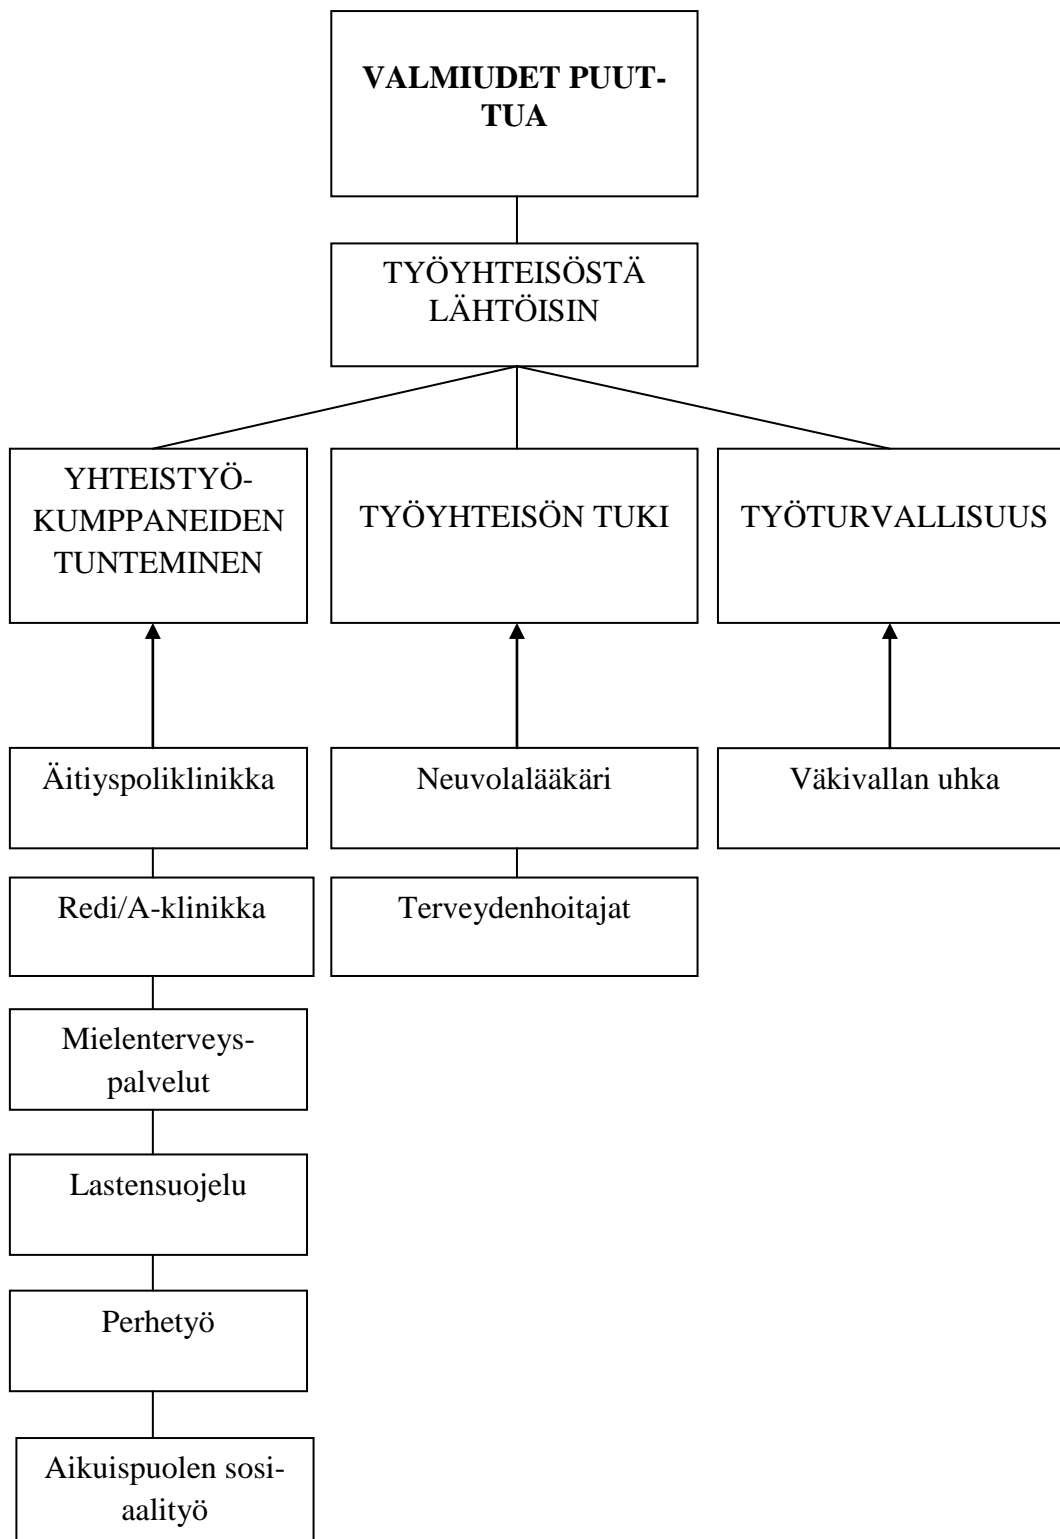 VALMIUDET PUUT-
TUA
TYÖYHTEISÖSTÄ
LÄHTÖISIN
YHTEISTYÖ-
KUMPPANEIDEN
TUNTEMINEN
TYÖYHTEISÖN TUKI
TYÖTURVALLISUUS
Äitiyspoliklinikka
Neuvolalääkäri
Väkivallan uhka
Redi/A-klinikka
Terveydenhoitajat
Mielenterveys-
palvelut
Lastensuojelu
Perhetyö
Aikuispuolen sosi-
aalityö